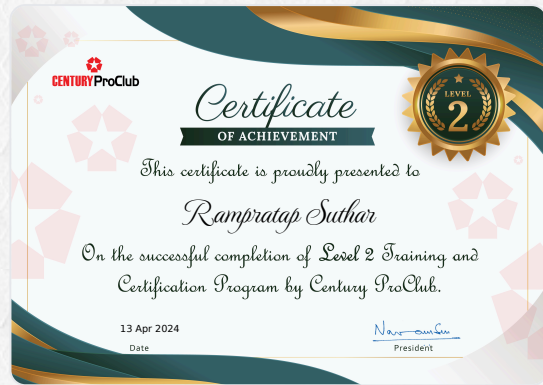 CENTURY ProClub
LEVEL
2
Certificate
OF ACHIEVEMENT
This certificate is proudly presented to
Rampratap Suthar
On the successful completion of Level 2 Training and
Certification Program by Century ProClub.
13 Apr 2024
Date
President